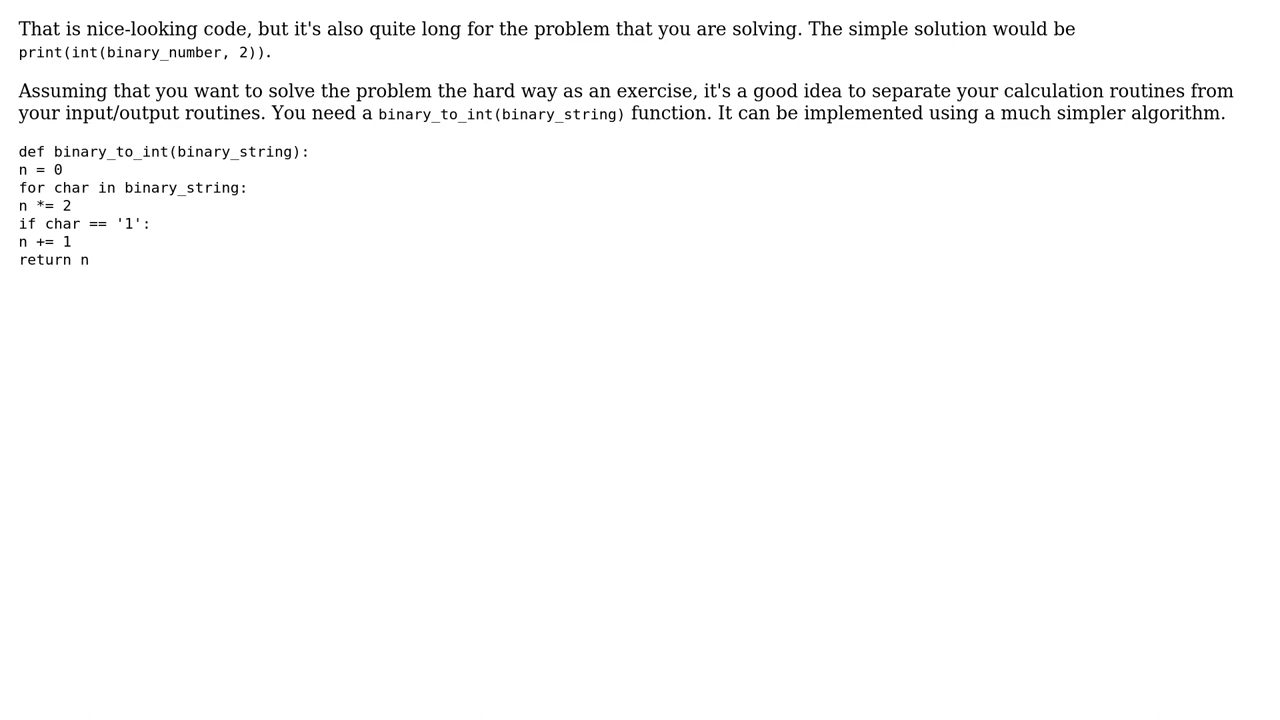 That is nice-looking code, but it's also quite long for the problem that you are solving. The simple solution would be
print(int(binary_number, 2)).
Assuming that you want to solve the problem the hard way as an exercise, it's a good idea to separate your calculation routines from
your input/output routines. You need a binary_to_int(binary_string) function. It can be implemented using a much simpler algorithm.
def binary_to_int(binary_string):
n = 0
for char in binary_string:
n *= 2
if char == '1':
n += 1
return n